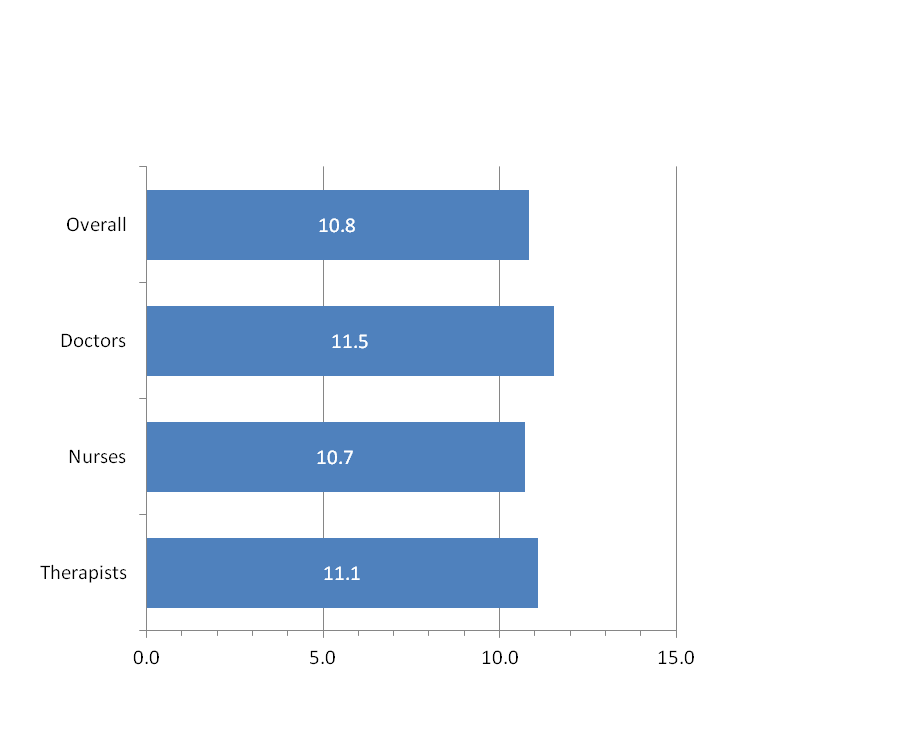 Overall 10.8
Doctors 11.5
Nurses 10.7
Therapists 11.1
0.0 5.0 10.0 15.0